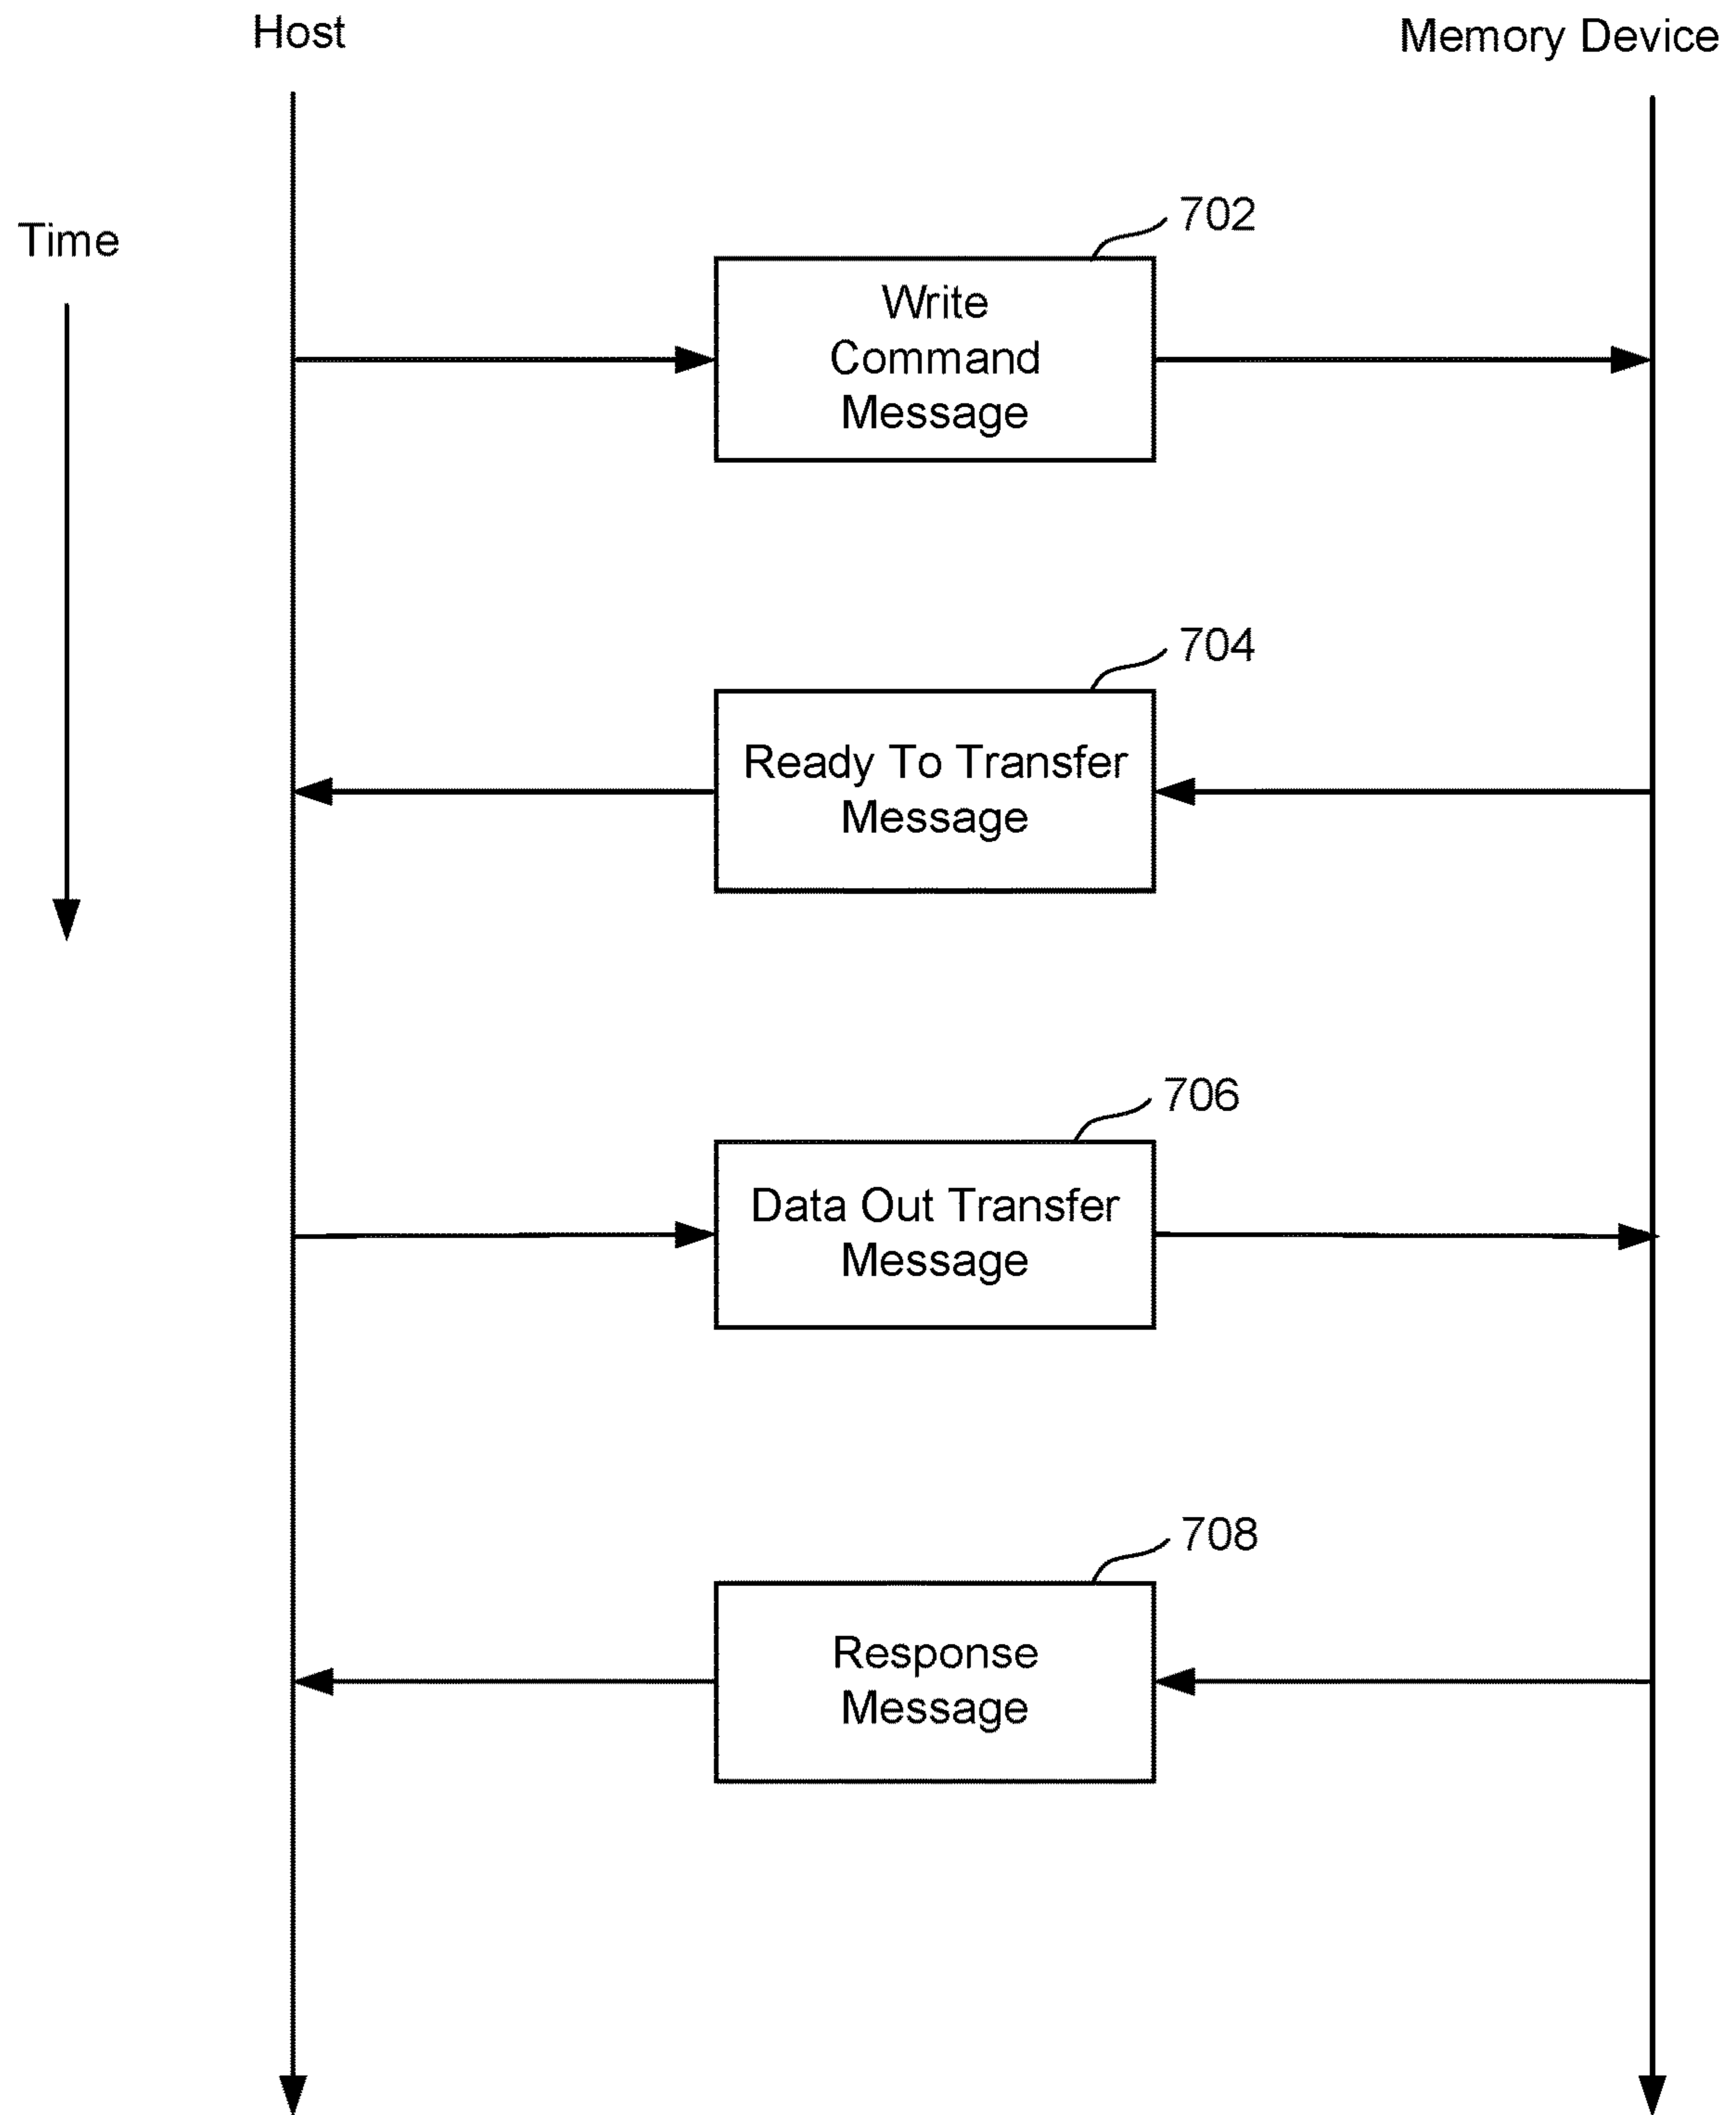 Host
Memory Device
Time
702
Write
Command
Message
704
Ready To Transfer
Message
706
Data Out Transfer
Message
708
Response
Message